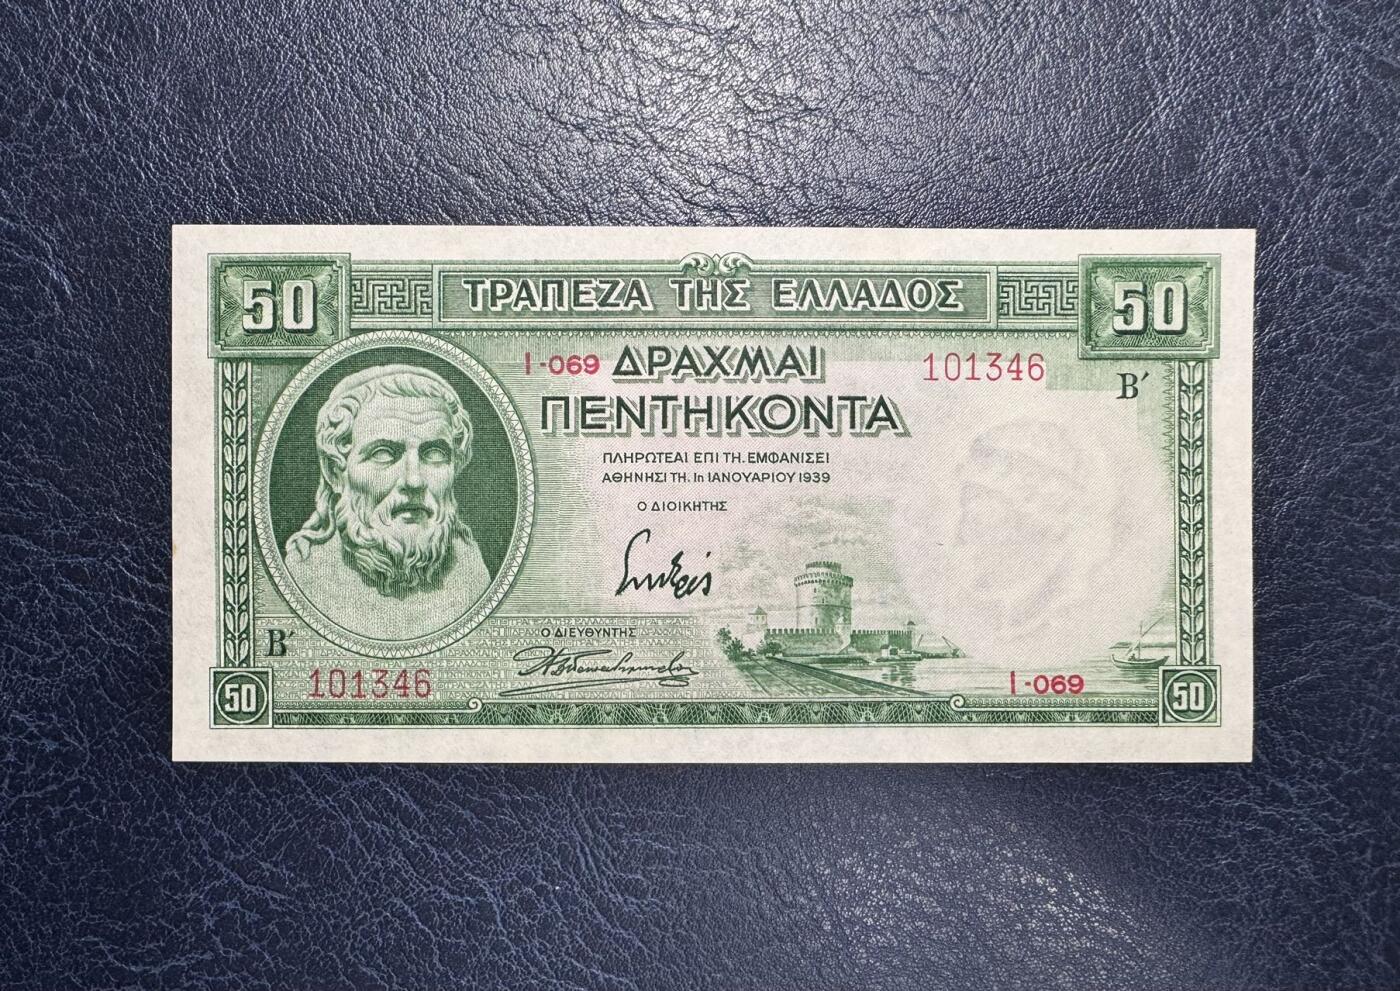 50 ΤΡΑΠΕΖΑ ΤΗΣ ΕΛΛΑΔΟΣ 50
Ι-069 ΔΡΑΧΜΑΙ 101346
Β΄
ΠΕΝΤΗΚΟΝΤΑ
ΠΛΗΡΩΤΕΑΙ ΕΠΙ ΤΗ. ΕΜΦΑΝΙΣΕΙ
ΑΘΗΝΗΣΙ ΤΗ. 1η ΙΑΝΟΥΑΡΙΟΥ 1939
Ο ΔΙΟΙΚΗΤΗΣ
Ο ΔΙΕΥΘΥΝΤΗΣ
Β΄
101346 Ι-069
50 50